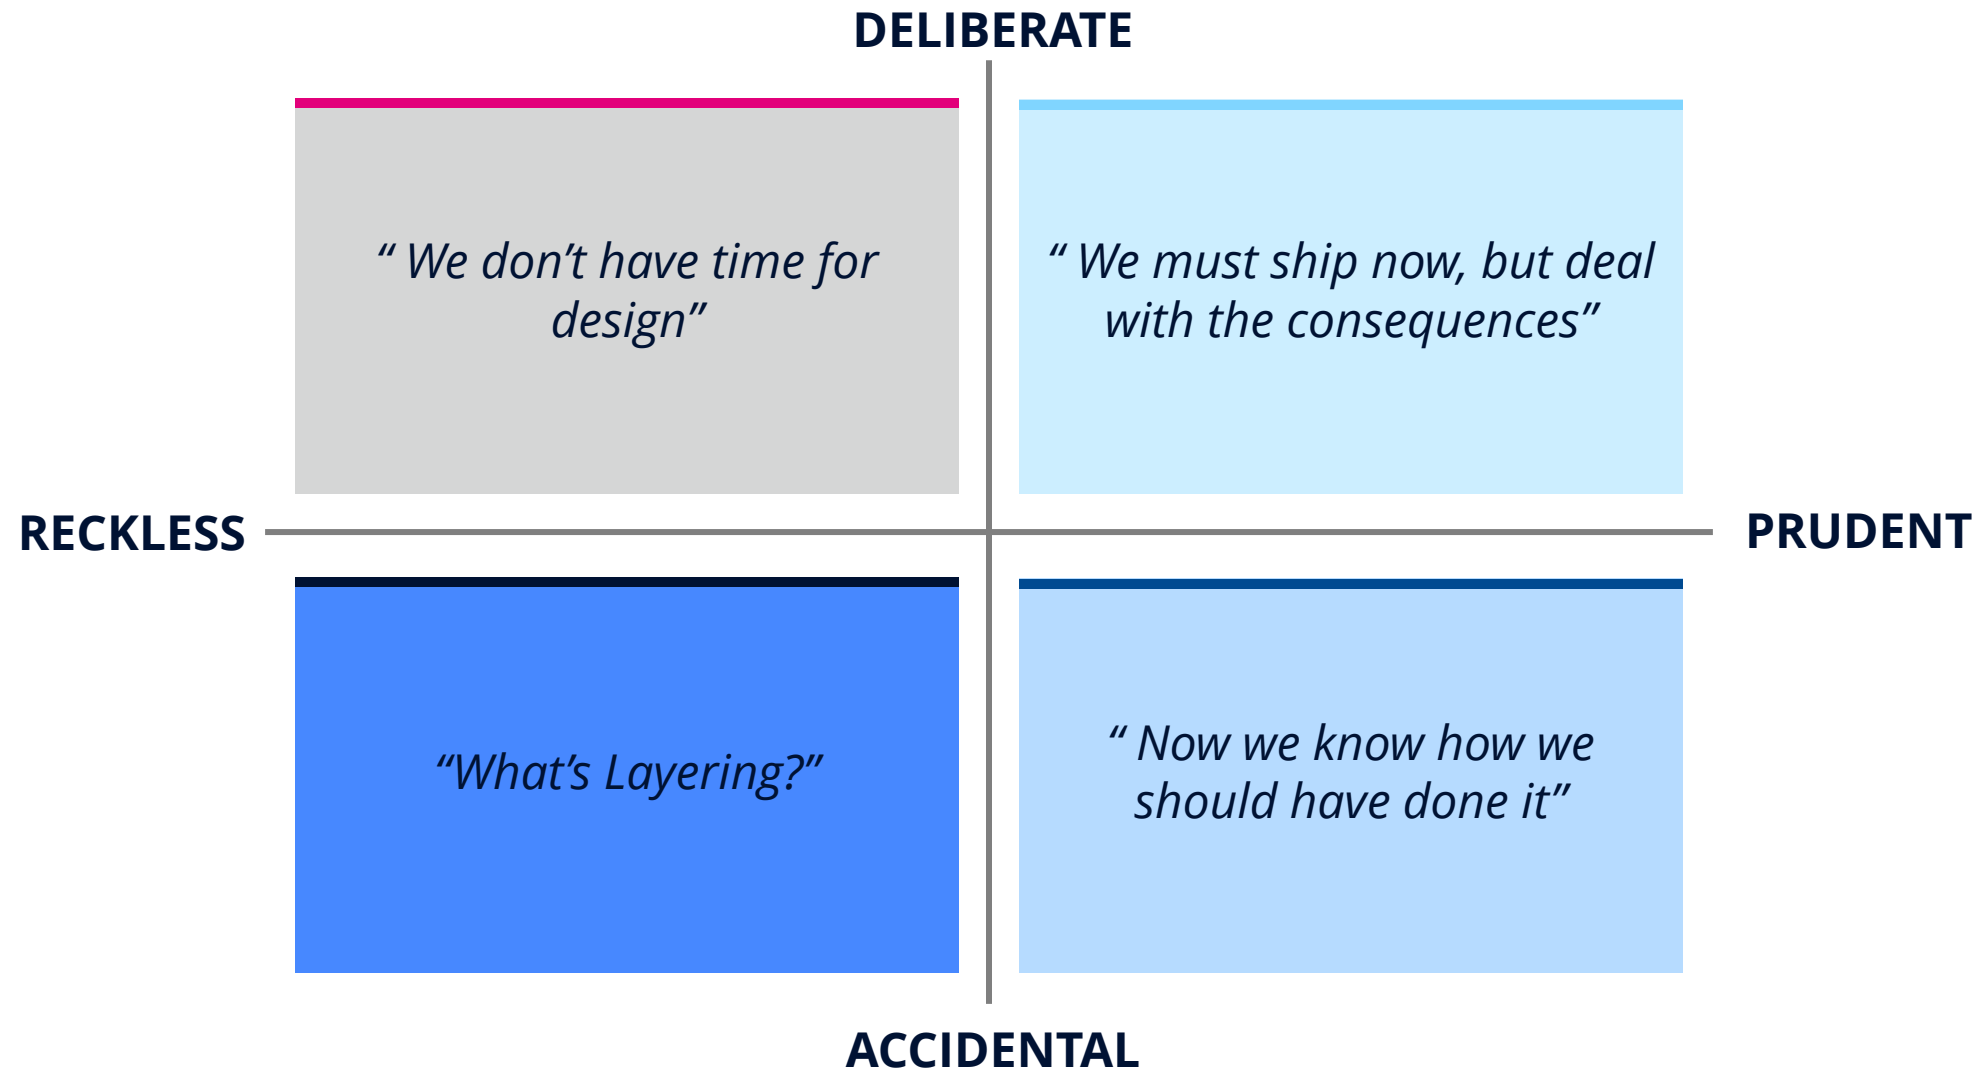 DELIBERATE
“ We don’t have time for
design”
“ We must ship now, but deal
with the consequences”
RECKLESS
PRUDENT
“What’s Layering?”
“ Now we know how we
should have done it”
ACCIDENTAL